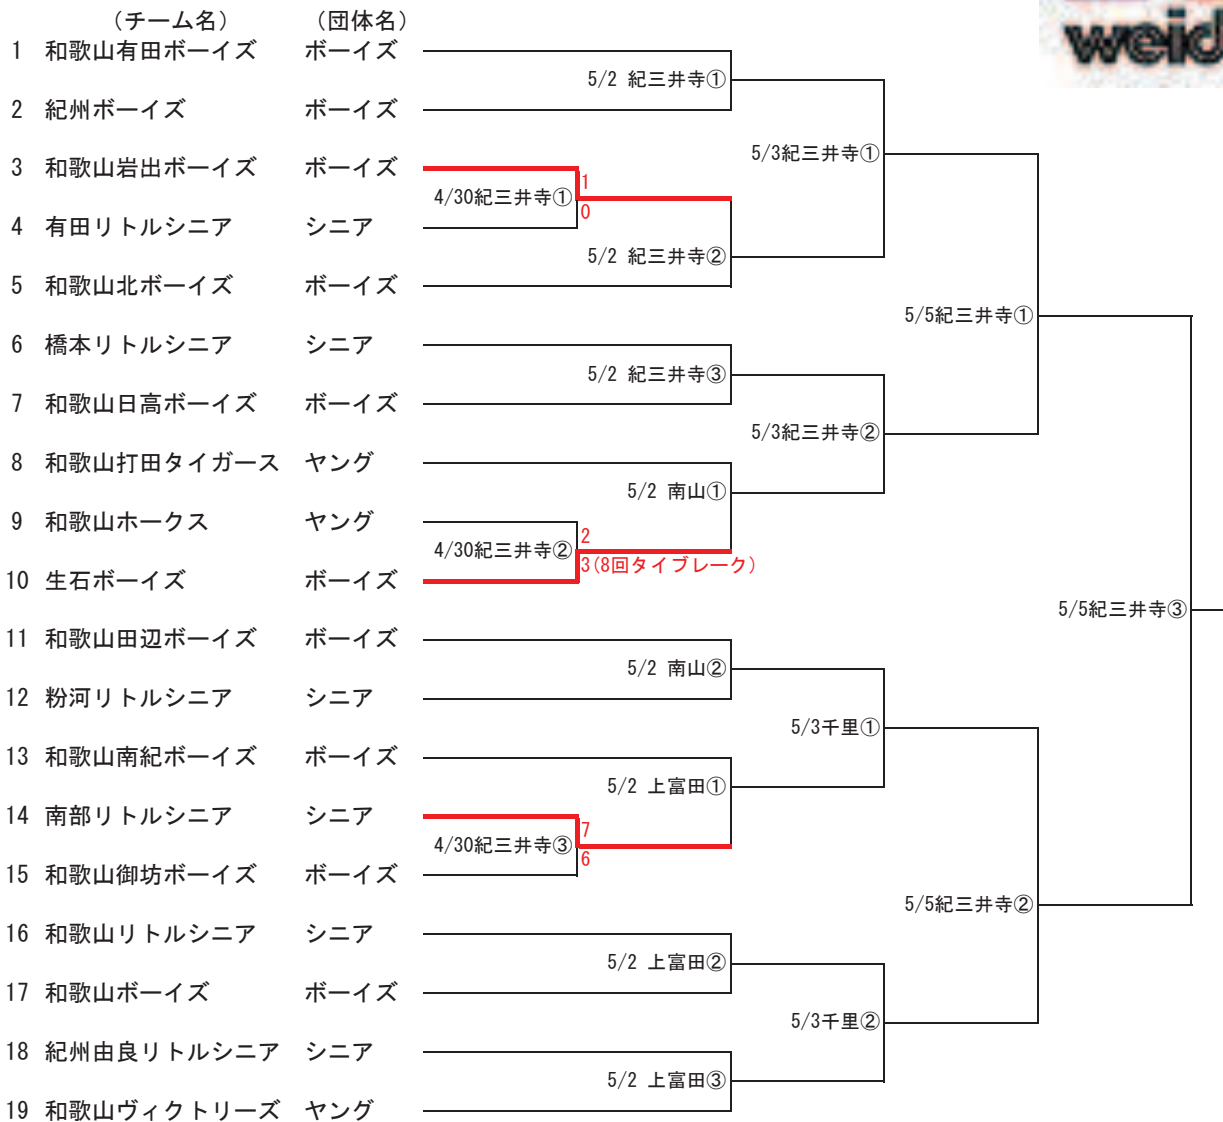 （チーム名） （団体名）
weid
1 和歌山有田ボーイズ ボーイズ
5/2 紀三井寺①
2 紀州ボーイズ ボーイズ
5/3紀三井寺①
3 和歌山岩出ボーイズ ボーイズ
1
4/30紀三井寺①
0
4 有田リトルシニア シニア
5/2 紀三井寺②
5 和歌山北ボーイズ ボーイズ
5/5紀三井寺①
6 橋本リトルシニア シニア
5/2 紀三井寺③
7 和歌山日高ボーイズ ボーイズ
5/3紀三井寺②
8 和歌山打田タイガース ヤング
5/2 南山①
9 和歌山ホークス ヤング
2
4/30紀三井寺②
3(8回タイブレーク)
10 生石ボーイズ ボーイズ
5/5紀三井寺③
11 和歌山田辺ボーイズ ボーイズ
5/2 南山②
12 粉河リトルシニア シニア
5/3千里①
13 和歌山南紀ボーイズ ボーイズ
5/2 上富田①
14 南部リトルシニア シニア
7
4/30紀三井寺③
6
15 和歌山御坊ボーイズ ボーイズ
5/5紀三井寺②
16 和歌山リトルシニア シニア
5/2 上富田②
17 和歌山ボーイズ ボーイズ
5/3千里②
18 紀州由良リトルシニア シニア
5/2 上富田③
19 和歌山ヴィクトリーズ ヤング